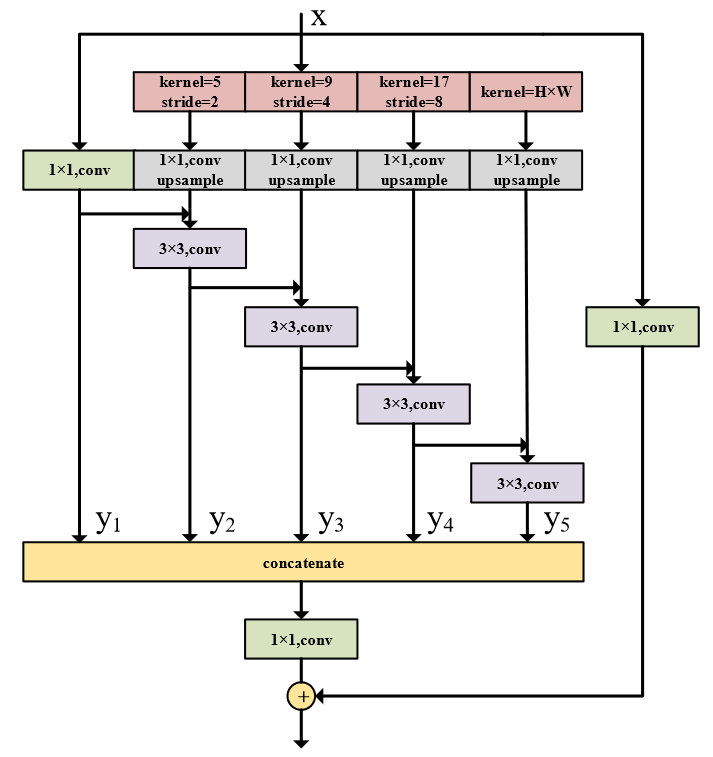 x
kernel=5
stride=2
kernel=9
stride=4
kernel=17
stride=8
kernel=H×W
1×1,conv
1×1,conv
upsample
1×1,conv
upsample
1×1,conv
upsample
1×1,conv
upsample
3×3,conv
3×3,conv
1×1,conv
3×3,conv
3×3,conv
y₁
y₂
y₃
y₄
y₅
concatenate
1×1,conv
+